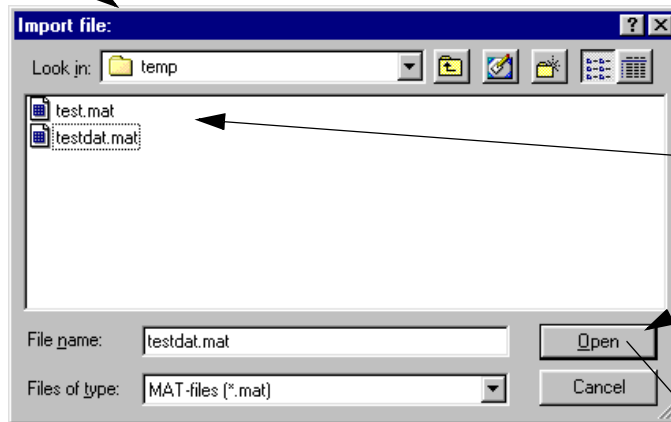 Import file:
Look in: temp
test.mat
testdat.mat
File name: testdat.mat Open
Files of type: MAT-files (*.mat) Cancel